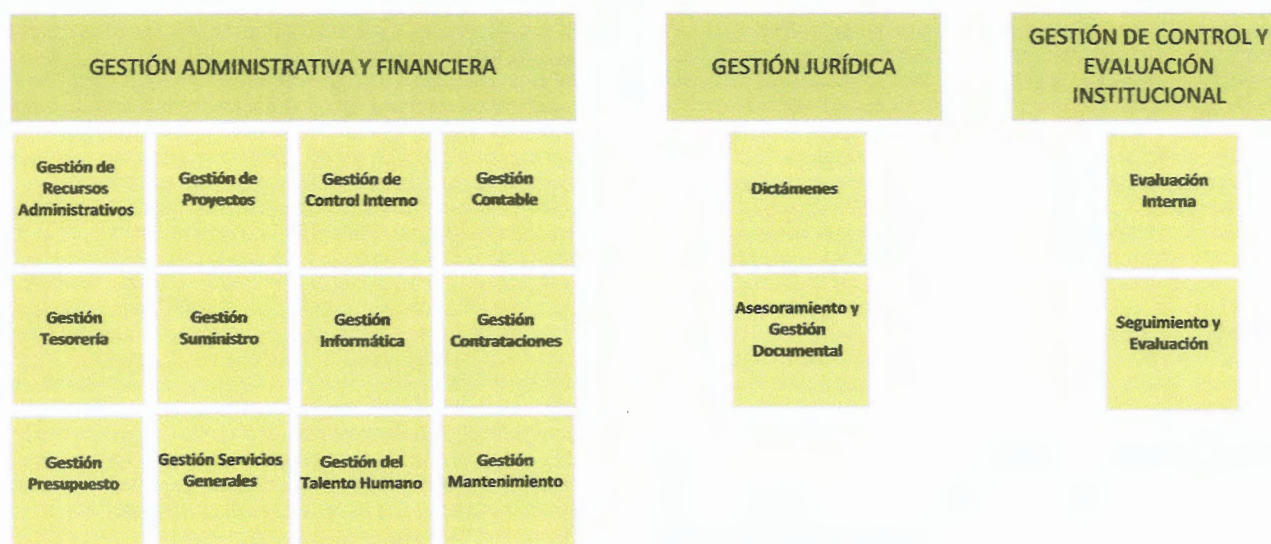 GESTIÓN ADMINISTRATIVA Y FINANCIERA
Gestión de
Recursos
Administrativos
Gestión de
Proyectos
Gestión de
Control Interno
Gestión
Contable
Gestión
Tesorería
Gestión
Suministro
Gestión
Informática
Gestión
Contrataciones
Gestión
Presupuesto
Gestión Servicios
Generales
Gestión del
Talento Humano
Gestión
Mantenimiento
GESTIÓN JURÍDICA
Dictámenes
Asesoramiento y
Gestión
Documental
GESTIÓN DE CONTROL Y
EVALUACIÓN
INSTITUCIONAL
Evaluación
Interna
Seguimiento y
Evaluación